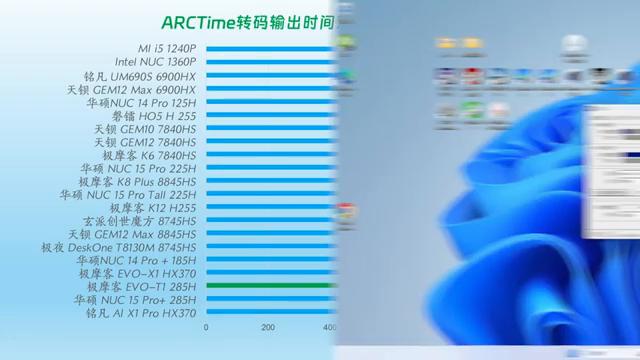 ARCTime转码输出时间
MI i5 1240P
Intel NUC 1360P
铭凡 UM690S 6900HX
天钡 GEM12 Max 6900HX
华硕NUC 14 Pro 125H
磐镭 HO5 H 255
天钡 GEM10 7840HS
天钡 GEM12 7840HS
极摩客 K6 7840HS
华硕 NUC 15 Pro 225H
极摩客 K8 Plus 8845HS
华硕 NUC 15 Pro Tall 225H
极摩客 K12 H255
玄派创世魔方 8745HS
天钡 GEM12 Max 8845HS
极夜 DeskOne T8130M 8745HS
华硕NUC 14 Pro + 185H
极摩客 EVO-X1 HX370
极摩客 EVO-T1 285H
华硕 NUC 15 Pro+ 285H
铭凡 AI X1 Pro HX370
0 200 400